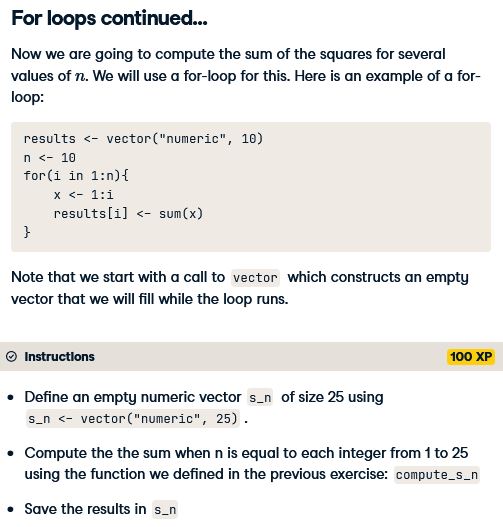 For loops continued...
Now we are going to compute the sum of the squares for several
values of n. We will use a for-loop for this. Here is an example of a for-
loop:
results <- vector("numeric", 10)
n <- 10
for(i in 1:n){
    x <- 1:i
    results[i] <- sum(x)
}
Note that we start with a call to vector which constructs an empty
vector that we will fill while the loop runs.
Instructions 100 XP
• Define an empty numeric vector s_n of size 25 using
s_n <- vector("numeric", 25) .
• Compute the the sum when n is equal to each integer from 1 to 25
using the function we defined in the previous exercise: compute_s_n
• Save the results in s_n